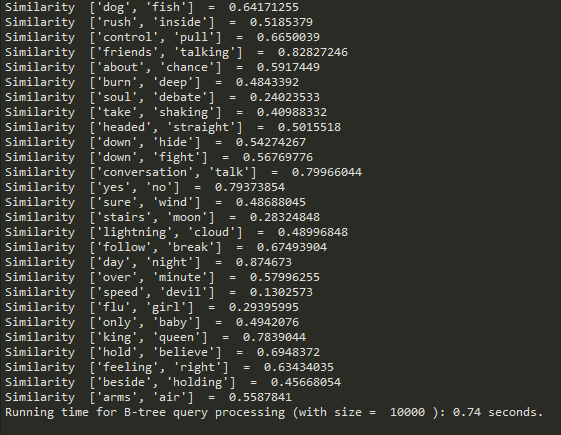 Similarity  ['dog', 'fish']  =  0.64171255
Similarity  ['rush', 'inside']  =  0.5185379
Similarity  ['control', 'pull']  =  0.6650039
Similarity  ['friends', 'talking']  =  0.82827246
Similarity  ['about', 'chance']  =  0.5917449
Similarity  ['burn', 'deep']  =  0.4843392
Similarity  ['soul', 'debate']  =  0.24023533
Similarity  ['take', 'shaking']  =  0.40988332
Similarity  ['headed', 'straight']  =  0.5015518
Similarity  ['down', 'hide']  =  0.54274267
Similarity  ['down', 'fight']  =  0.56769776
Similarity  ['conversation', 'talk']  =  0.79966044
Similarity  ['yes', 'no']  =  0.79373854
Similarity  ['sure', 'wind']  =  0.48688045
Similarity  ['stairs', 'moon']  =  0.28324848
Similarity  ['lightning', 'cloud']  =  0.48996848
Similarity  ['follow', 'break']  =  0.67493904
Similarity  ['day', 'night']  =  0.874673
Similarity  ['over', 'minute']  =  0.57996255
Similarity  ['speed', 'devil']  =  0.1302573
Similarity  ['flu', 'girl']  =  0.29395995
Similarity  ['only', 'baby']  =  0.4942076
Similarity  ['king', 'queen']  =  0.7839044
Similarity  ['hold', 'believe']  =  0.6948372
Similarity  ['feeling', 'right']  =  0.63434035
Similarity  ['beside', 'holding']  =  0.45668054
Similarity  ['arms', 'air']  =  0.5587841
Running time for B-tree query processing (with size =  10000 ): 0.74 seconds.